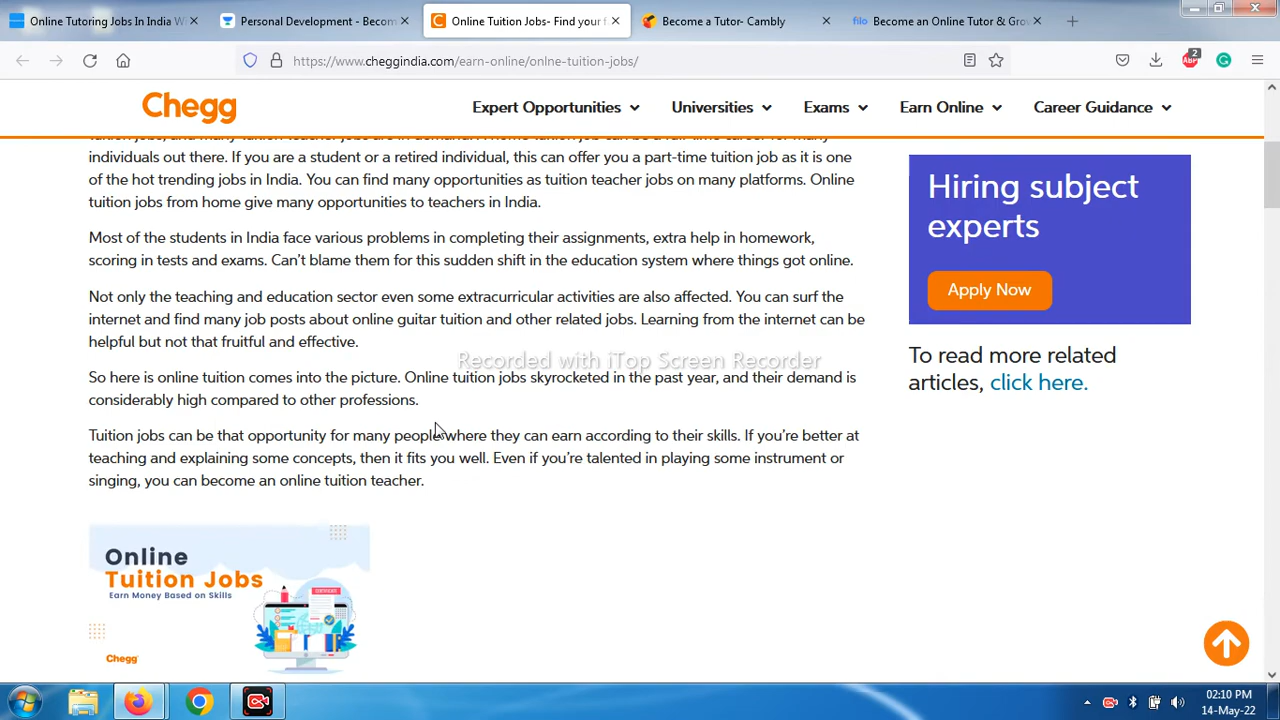 Online Tutoring Jobs In India W
Personal Development - Becom
Online Tuition Jobs- Find your f
Become a Tutor- Cambly
filo Become an Online Tutor & Gro
https://www.cheggindia.com/earn-online/onlne-tuition-jobs/
2
ABP
Chegg
Expert Opportunities
Universities
Exams
Earn Online
Career Guidance
individuals out there. If you are a student or a retired individual, this can offer you a part-time tuition job as it is one
of the hot trending jobs in India. You can find many opportunities as tuition teacher jobs on many platforms. Online
tuition jobs from home give many opportunities to teachers in India.
Most of the students in India face various problems in completing their assignments, extra help in homework,
scoring in tests and exams. Can't blame them for this sudden shift in the education system where things got online.
Not only the teaching and education sector even some extracurricular activities are also affected. You can surf the
internet and find many job posts about online guitar tuition and other related jobs. Learning from the internet can be
helpful but not that fruitful and effective.
So here is online tuition comes into the picture. Online tuition jobs skyrocketed in the past year, and their demand is
considerably high compared to other professions.
Tuition jobs can be that opportunity for many people where they can earn according to their skills. If you're better at
teaching and explaining some concepts, then it fits you well. Even if you're talented in playing some instrument or
singing, you can become an online tuition teacher.
Hiring subject
experts
Apply Now
To read more related
articles, click here.
Recorded with iTop Screen Recorder
Online
Tuition Jobs
Earn Money Based on Skills
Chegg
02:10 PM
14-May-22